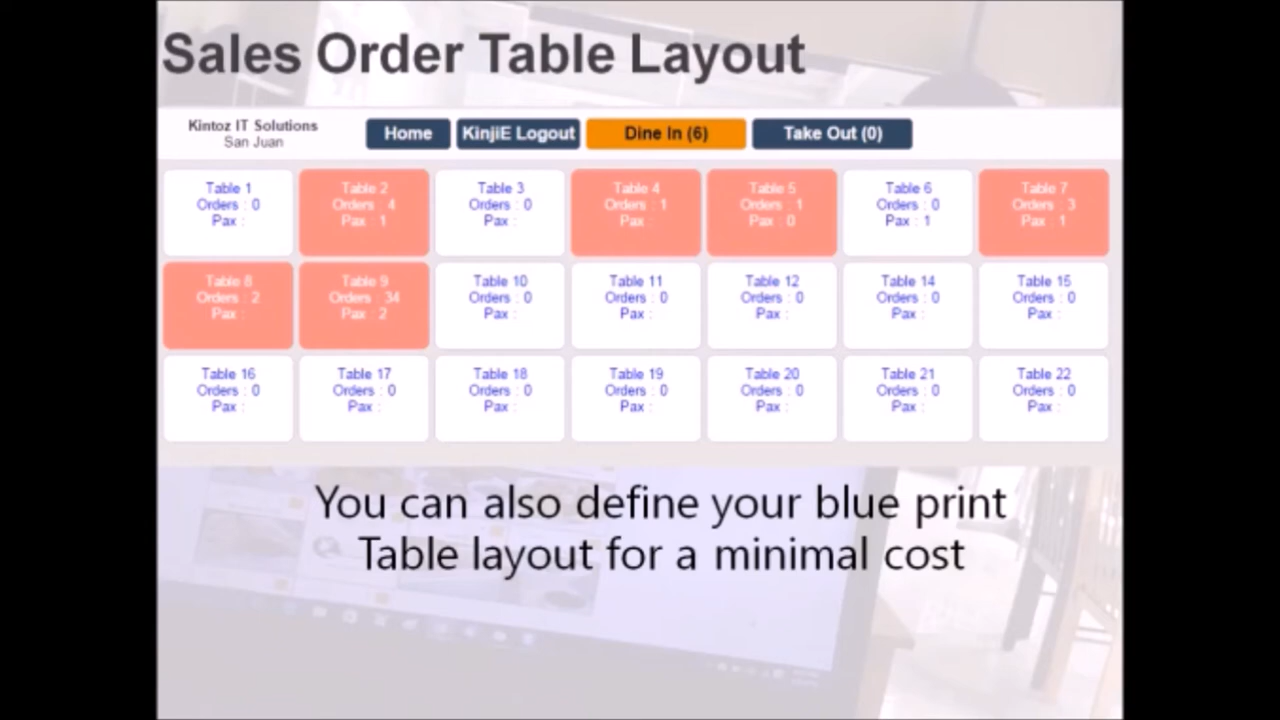 Sales Order Table Layout
Kintoz IT Solutions
San Juan
Home
KinjiE Logout
Dine In (6)
Take Out (0)
Table 1
Orders : 0
Pax :
Table 2
Orders : 4
Pax : 1
Table 3
Orders : 0
Pax :
Table 4
Orders : 1
Pax :
Table 5
Orders : 1
Pax : 0
Table 6
Orders : 0
Pax : 1
Table 7
Orders : 3
Pax : 1
Table 8
Orders : 2
Pax :
Table 9
Orders : 34
Pax : 2
Table 10
Orders : 0
Pax :
Table 11
Orders : 0
Pax :
Table 12
Orders : 0
Pax :
Table 14
Orders : 0
Pax :
Table 15
Orders : 0
Pax :
Table 16
Orders : 0
Pax :
Table 17
Orders : 0
Pax :
Table 18
Orders : 0
Pax :
Table 19
Orders : 0
Pax :
Table 20
Orders : 0
Pax :
Table 21
Orders : 0
Pax :
Table 22
Orders : 0
Pax :
You can also define your blue print
Table layout for a minimal cost